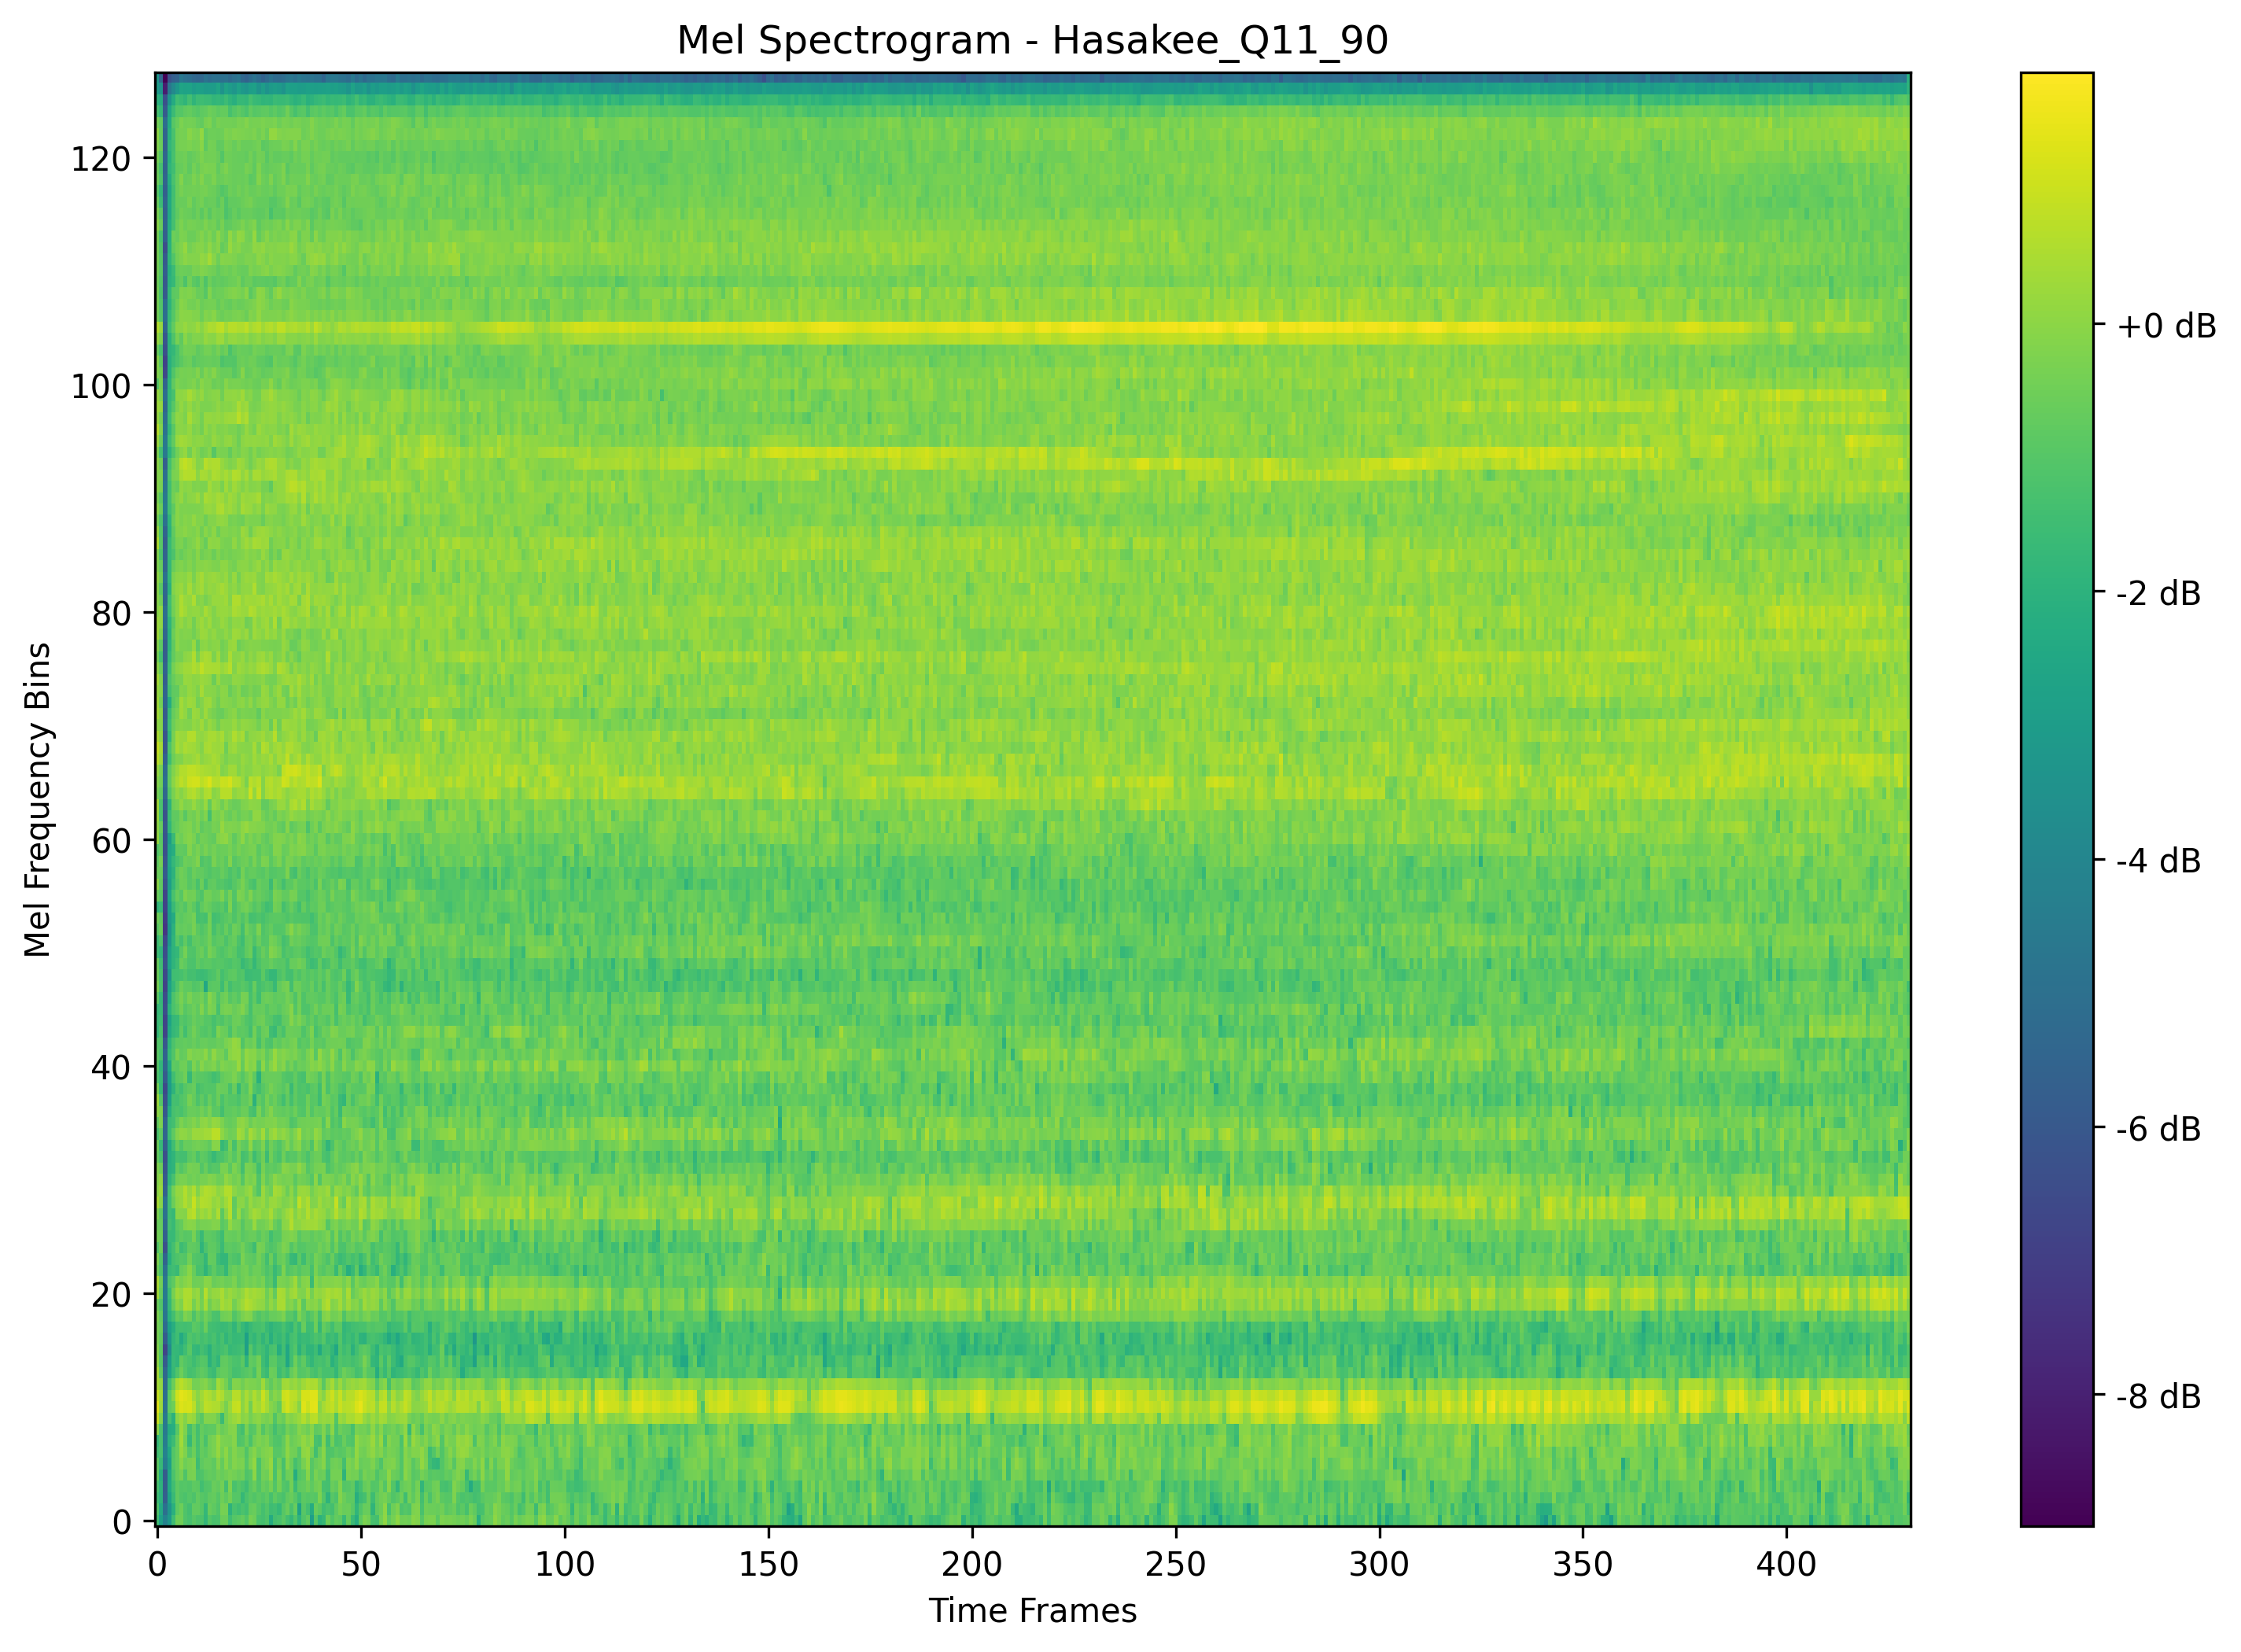 Mel Spectrogram - Hasakee_Q11_90
Mel Frequency Bins
120
100
80
60
40
20
0
0 50 100 150 200 250 300 350 400
Time Frames
+0 dB
-2 dB
-4 dB
-6 dB
-8 dB